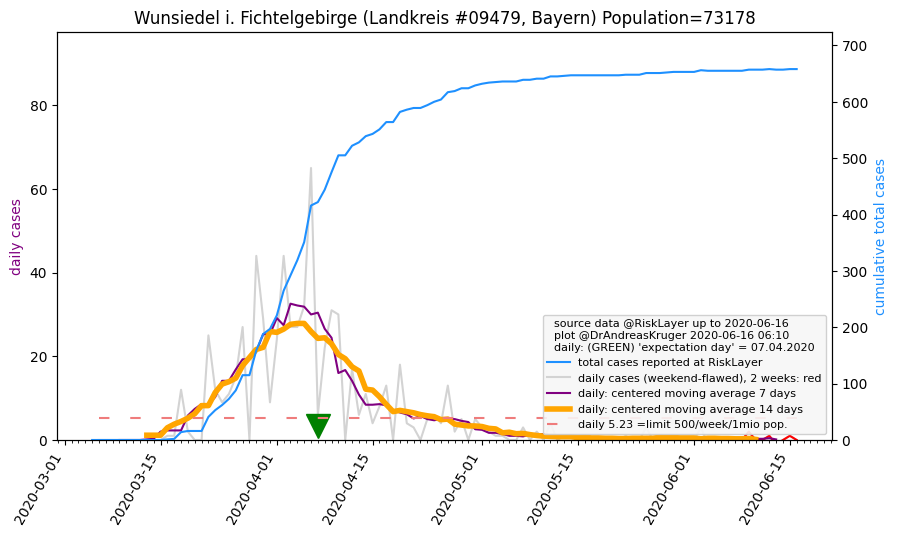 Wunsiedel i. Fichtelgebirge (Landkreis #09479, Bayern) Population=73178
daily cases
0
20
40
60
80
cumulative total cases
0
100
200
300
400
500
600
700
source data @RiskLayer up to 2020-06-16
plot @DrAndreasKruger 2020-06-16 06:10
daily: (GREEN) 'expectation day' = 07.04.2020
total cases reported at RiskLayer
daily cases (weekend-flawed), 2 weeks: red
daily: centered moving average 7 days
daily: centered moving average 14 days
daily 5.23 =limit 500/week/1mio pop.
2020-03-01
2020-03-15
2020-04-01
2020-04-15
2020-05-01
2020-05-15
2020-06-01
2020-06-15